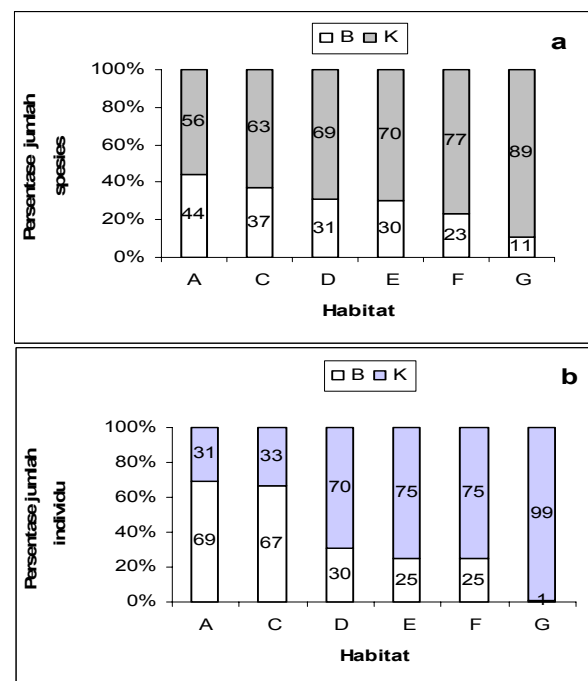 B K
a
Persentase jumlah
spesies
100%
80%
60%
40%
20%
0%
56 63 69 70 77 89
44 37 31 30 23 11
A C D E F G
Habitat
B K
b
Persentase jumlah
individu
100%
80%
60%
40%
20%
0%
31 33 70 75 75 99
69 67 30 25 25 1
A C D E F G
Habitat